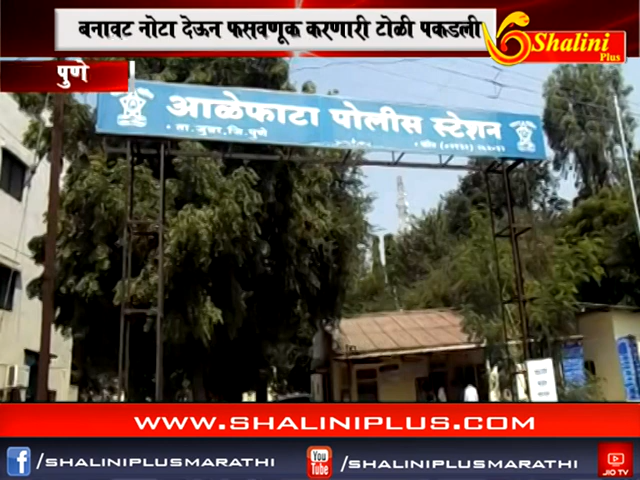 बनावट नोटा देऊन फसवणूक करणारी टोळी पकडली
Shalini
Plus
पुणे
आळेफाटा पोलीस स्टेशन
ता. जुन्नर, जि. पुणे
WWW.SHALINIPLUS.COM
/SHALINIPLUSMARATHI
You Tube
/SHALINIPLUSMARATHI
JIO TV